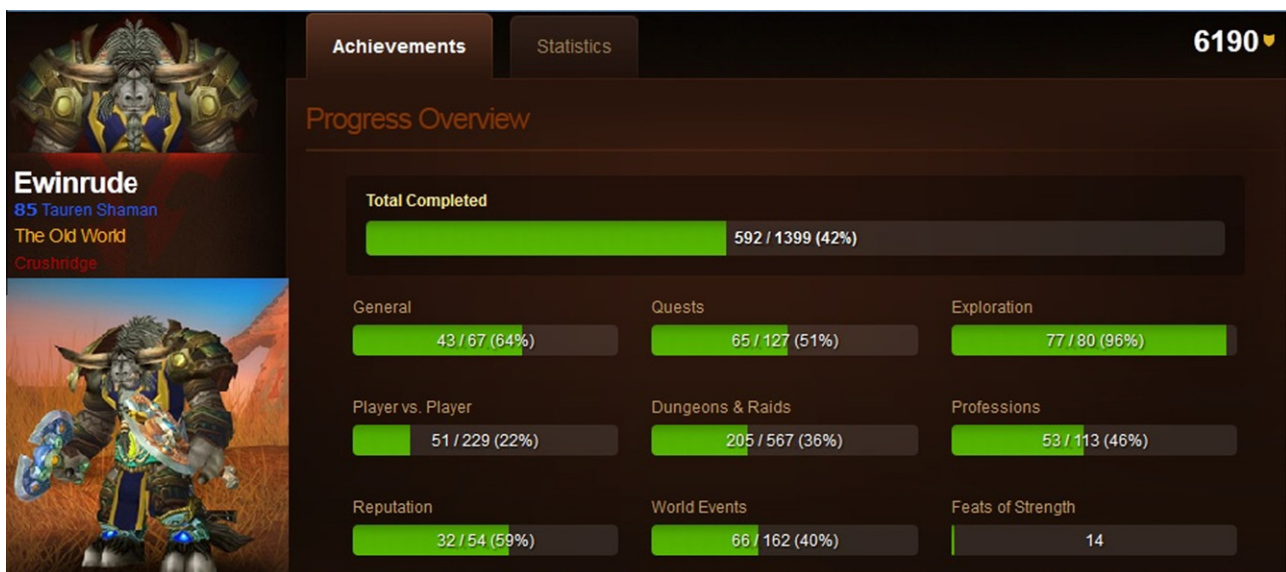 Achievements
Statistics
6190
Progress Overview
Ewinrude
85 Tauren Shaman
The Old World
Crushridge
Total Completed
592 / 1399 (42%)
General
Quests
Exploration
43 / 67 (64%)
65 / 127 (51%)
77 / 80 (96%)
Player vs. Player
Dungeons & Raids
Professions
51 / 229 (22%)
205 / 567 (36%)
53 / 113 (46%)
Reputation
World Events
Feats of Strength
32 / 54 (59%)
66 / 162 (40%)
14